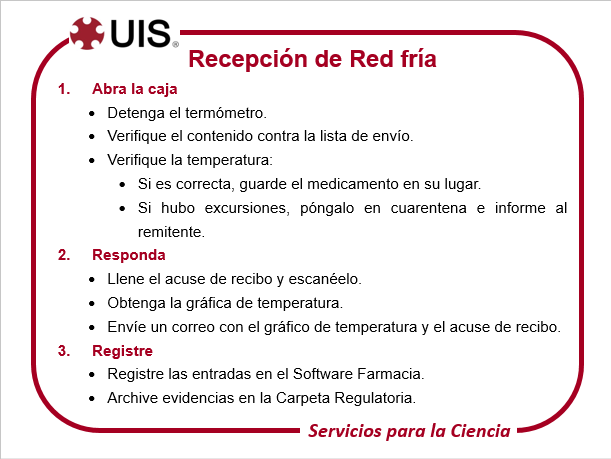 UIS®
Recepción de Red fría
1. Abra la caja
• Detenga el termómetro.
• Verifique el contenido contra la lista de envío.
• Verifique la temperatura:
• Si es correcta, guarde el medicamento en su lugar.
• Si hubo excursiones, póngalo en cuarentena e informe al
remitente.
2. Responda
• Llene el acuse de recibo y escanéelo.
• Obtenga la gráfica de temperatura.
• Envíe un correo con el gráfico de temperatura y el acuse de recibo.
3. Registre
• Registre las entradas en el Software Farmacia.
• Archive evidencias en la Carpeta Regulatoria.
Servicios para la Ciencia